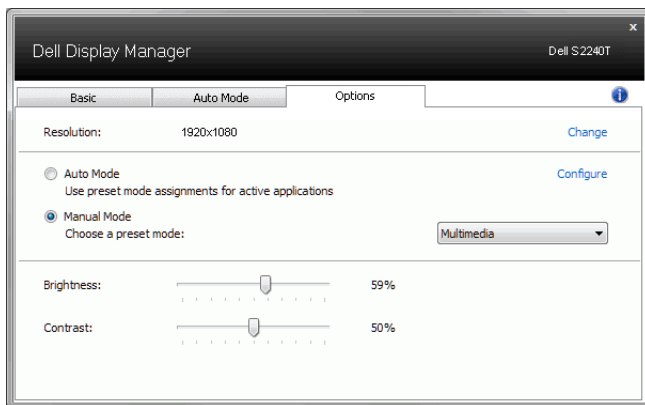 x
Dell Display Manager
Dell S2240T
Basic
Auto Mode
Options
Resolution: 1920x1080 Change
Auto Mode Configure
Use preset mode assignments for active applications
Manual Mode
Choose a preset mode: Multimedia
Brightness: 59%
Contrast: 50%